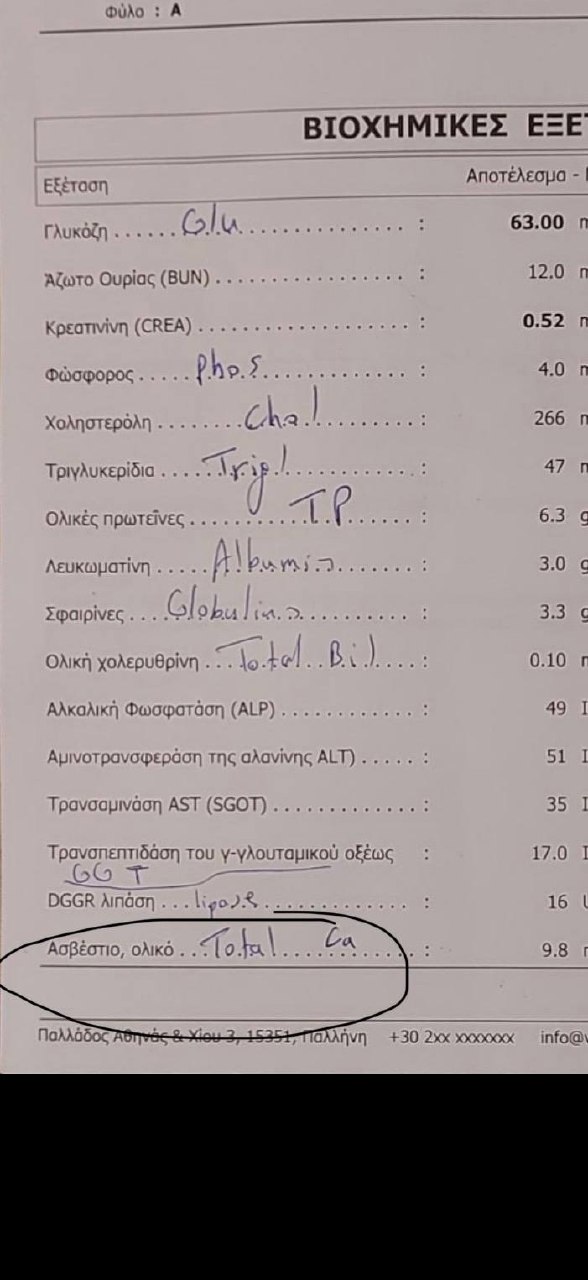 Φύλο : Α
ΒΙΟΧΗΜΙΚΕΣ ΕΞΕΤ
Εξέταση Αποτέλεσμα -
Γλυκόζη ...... Glu ............... : 63.00
Άζωτο Ουρίας (BUN) .................. : 12.0
Κρεατινίνη (CREA) .................... : 0.52
Φώσφορος ..... Phos ............... : 4.0
Χοληστερόλη ........ Chol ......... : 266
Τριγλυκερίδια .... Trigl ............ : 47
Ολικές πρωτεΐνες .......... TP ...... : 6.3 g
Λευκωματίνη ..... Albumin ....... : 3.0 g
Σφαιρίνες .... Globulins .......... : 3.3 g
Ολική χολερυθρίνη ... Total Bil .... : 0.10
Αλκαλική Φωσφατάση (ALP) ............ : 49 I
Αμινοτρανσφεράση της αλανίνης ALT) ..... : 51 I
Τρανσαμινάση AST (SGOT) ............. : 35 I
Τρανσπεπτιδάση του γ-γλουταμικού οξέως : 17.0 I
GGT
DGGR λιπάση ... lipase ............ : 16 U
Ασβέστιο, ολικό .. Total Ca ..... : 9.8
Παλλάδος Αθηνάς & Χίου 3, 15351, Παλλήνη +30 2xx xxxxxxx info@v